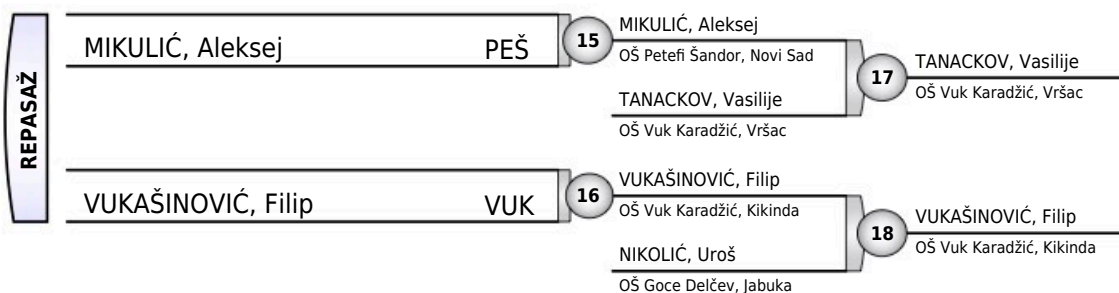 REPASAŽ
MIKULIĆ, Aleksej PEŠ
15
MIKULIĆ, Aleksej
OŠ Petefi Šandor, Novi Sad
TANACKOV, Vasilije
OŠ Vuk Karadžić, Vršac
17
TANACKOV, Vasilije
OŠ Vuk Karadžić, Vršac
VUKAŠINOVIĆ, Filip VUK
16
VUKAŠINOVIĆ, Filip
OŠ Vuk Karadžić, Kikinda
NIKOLIĆ, Uroš
OŠ Goce Delčev, Jabuka
18
VUKAŠINOVIĆ, Filip
OŠ Vuk Karadžić, Kikinda